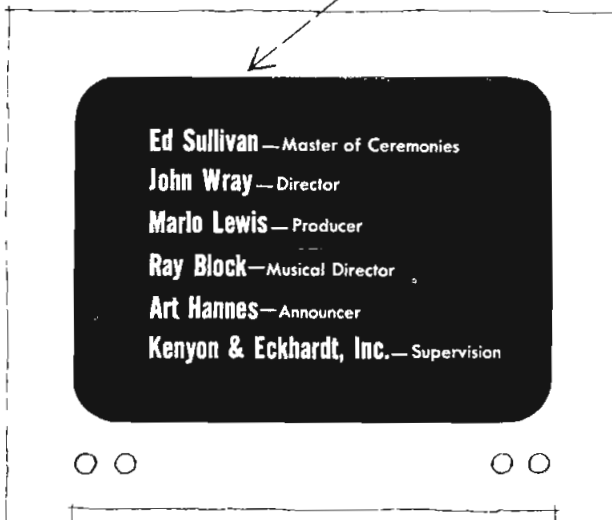 Ed Sullivan—Master of Ceremonies
John Wray—Director
Marlo Lewis—Producer
Ray Block—Musical Director
Art Hannes—Announcer
Kenyon & Eckhardt, Inc.—Supervision